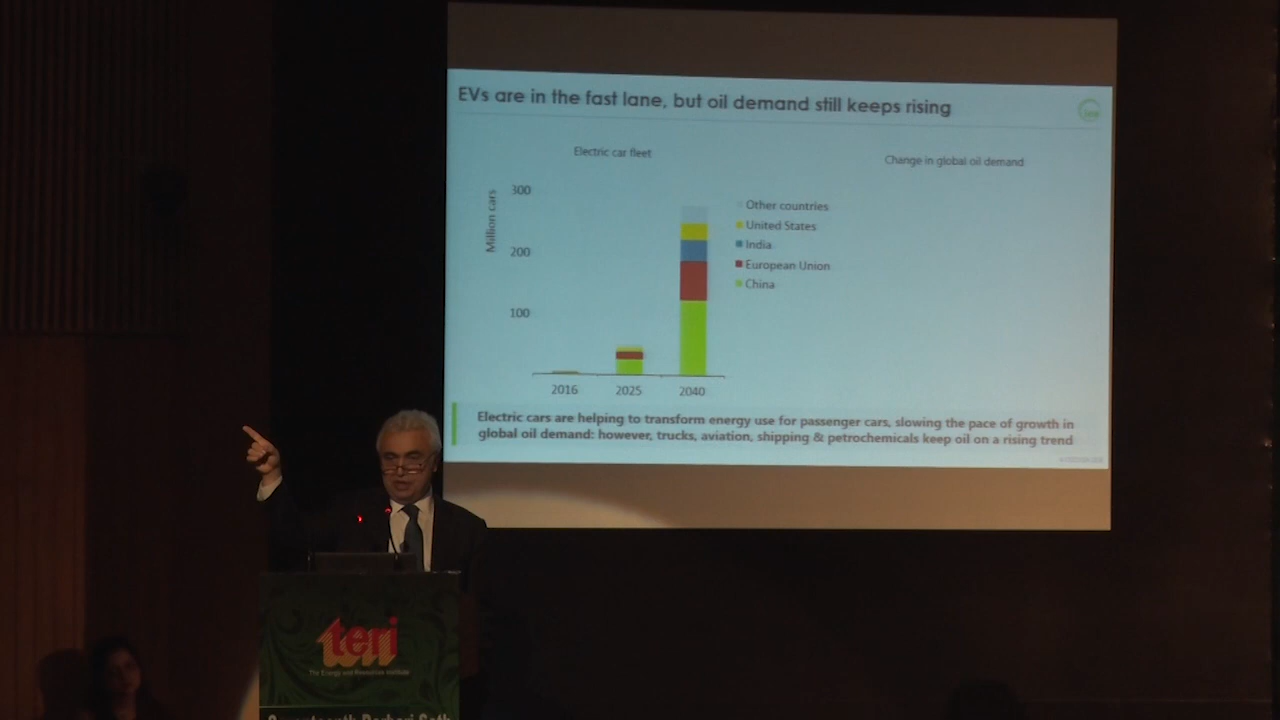 EVs are in the fast lane, but oil demand still keeps rising
Electric car fleet
Change in global oil demand
Million cars
300
200
100
2016
2025
2040
Other countries
United States
India
European Union
China
Electric cars are helping to transform energy use for passenger cars, slowing the pace of growth in
global oil demand: however, trucks, aviation, shipping & petrochemicals keep oil on a rising trend
teri
The Energy and Resources Institute